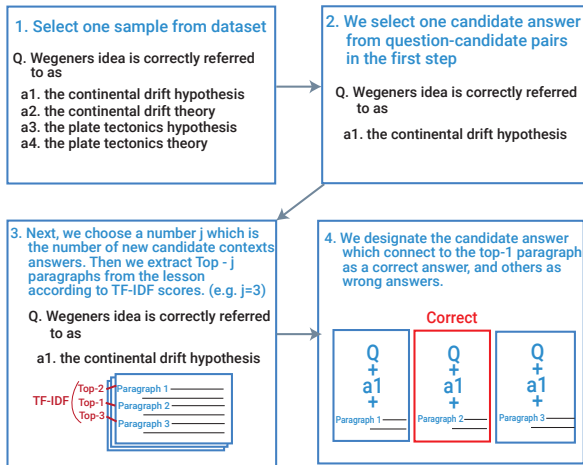 1. Select one sample from dataset
Q. Wegeners idea is correctly referred
to as
a1. the continental drift hypothesis
a2. the continental drift theory
a3. the plate tectonics hypothesis
a4. the plate tectonics theory
2. We select one candidate answer
from question-candidate pairs
in the first step
Q. Wegeners idea is correctly referred
to as
a1. the continental drift hypothesis
3. Next, we choose a number j which is
the number of new candidate contexts
answers. Then we extract Top - j
paragraphs from the lesson
according to TF-IDF scores. (e.g. j=3)
Q. Wegeners idea is correctly referred
to as
a1. the continental drift hypothesis
TF-IDF
Top-2
Top-1
Top-3
Paragraph 1
Paragraph 2
Paragraph 3
4. We designate the candidate answer
which connect to the top-1 paragraph
as a correct answer, and others as
wrong answers.
Correct
Q
+
a1
+
Paragraph 1
Q
+
a1
+
Paragraph 2
Q
+
a1
+
Paragraph 3